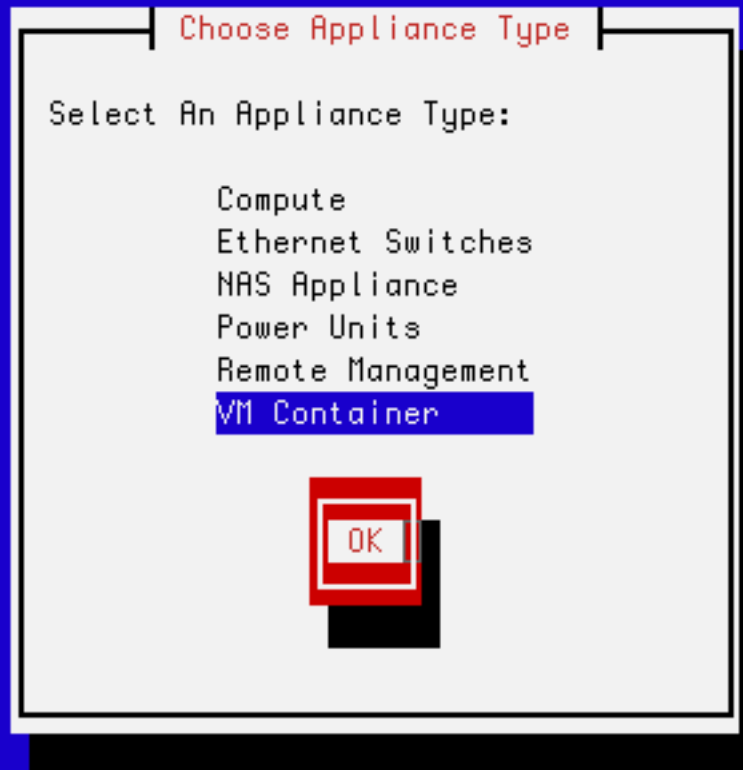 Choose Appliance Type
Select An Appliance Type:
Compute
Ethernet Switches
NAS Appliance
Power Units
Remote Management
VM Container
OK